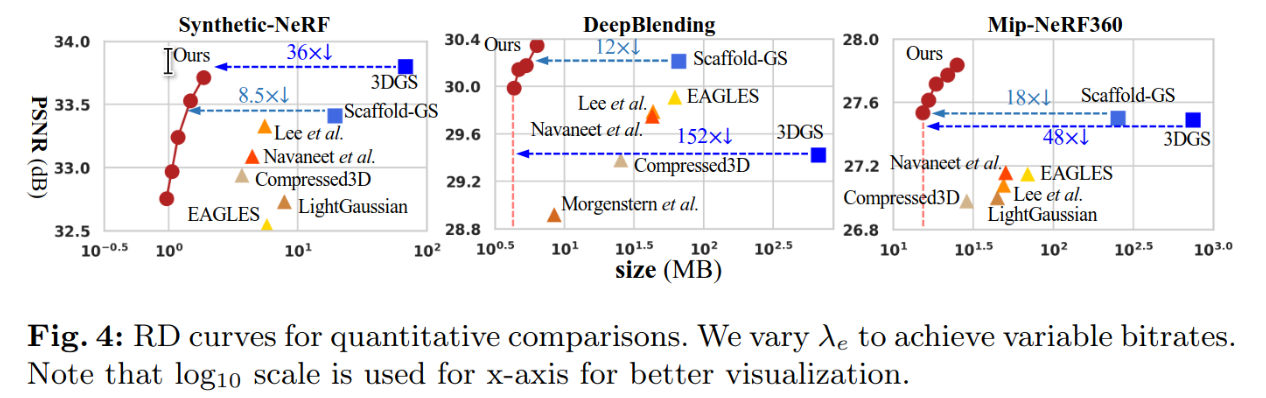 Synthetic-NeRF
DeepBlending
Mip-NeRF360
PSNR (dB)
34.0
33.5
33.0
32.5
10^−0.5
10^0
10^1
10^2
Ours
36×↓
3DGS
8.5×↓
Scaffold-GS
Lee et al.
Navaneet et al.
Compressed3D
EAGLES
LightGaussian
30.4
30.0
29.6
29.2
28.8
10^0.5
10^1
10^1.5
10^2
10^2.5
Ours
12×↓
Scaffold-GS
Lee et al.
EAGLES
Navaneet et al.
152×↓
3DGS
Compressed3D
Morgenstern et al.
28.0
27.6
27.2
26.8
10^1
10^1.5
10^2
10^2.5
10^3.0
Ours
18×↓
Scaffold-GS
48×↓
3DGS
Navaneet et al.
EAGLES
Compressed3D
Lee et al.
LightGaussian
size (MB)
Fig. 4: RD curves for quantitative comparisons. We vary λₑ to achieve variable bitrates.
Note that log₁₀ scale is used for x-axis for better visualization.